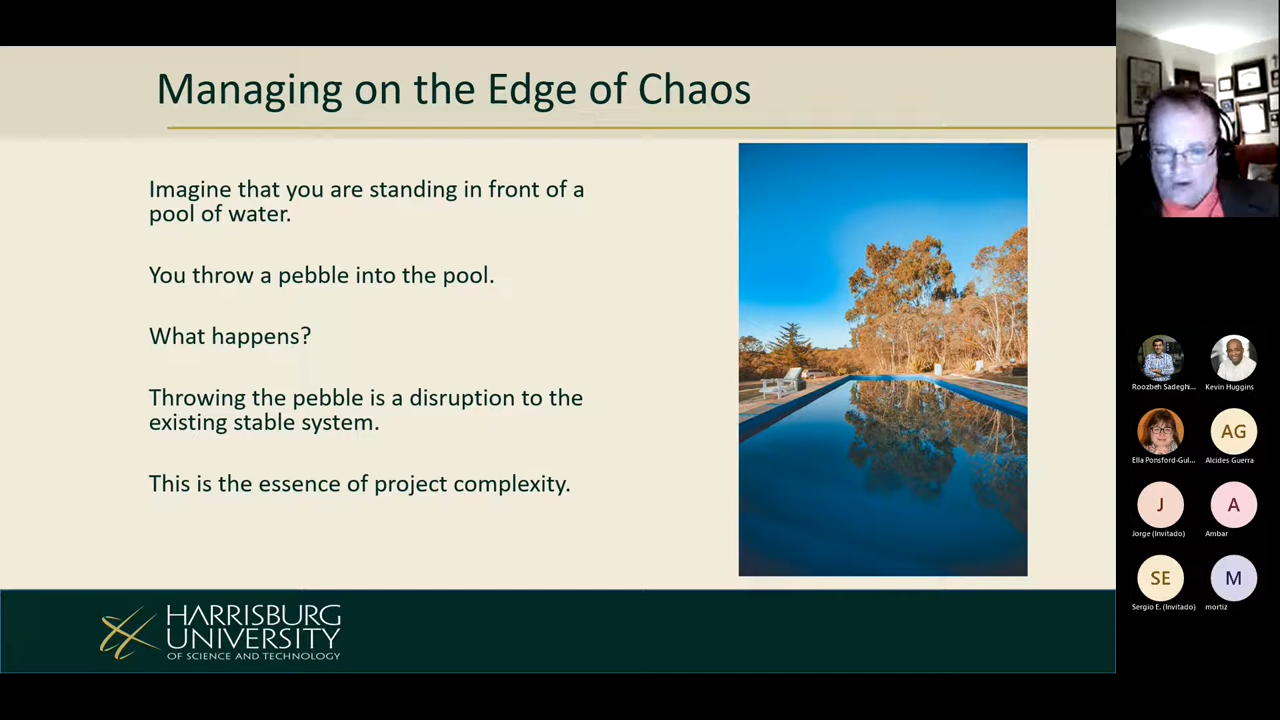 Managing on the Edge of Chaos
Imagine that you are standing in front of a
pool of water.
You throw a pebble into the pool.
What happens?
Throwing the pebble is a disruption to the
existing stable system.
This is the essence of project complexity.
HARRISBURG
UNIVERSITY
OF SCIENCE AND TECHNOLOGY
Roozbeh Sadeghi...
Kevin Huggins
Ella Ponsford-Gul...
AG
Alcides Guerra
J
Jorge (Invitado)
A
Ambar
SE
Sergio E. (Invitado)
M
mortiz